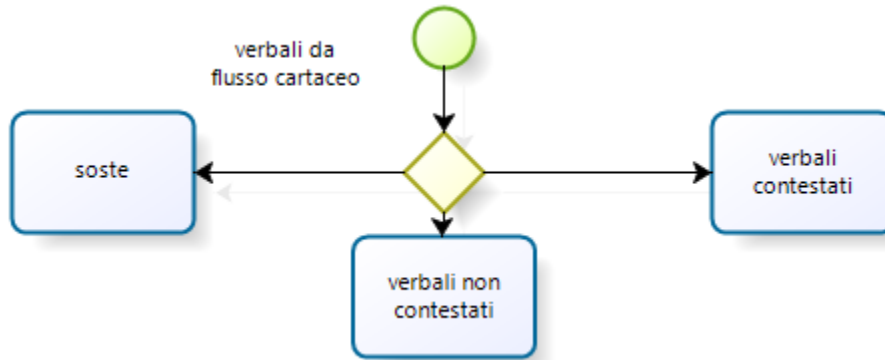 verbali da
flusso cartaceo
soste
verbali
contestati
verbali non
contestati